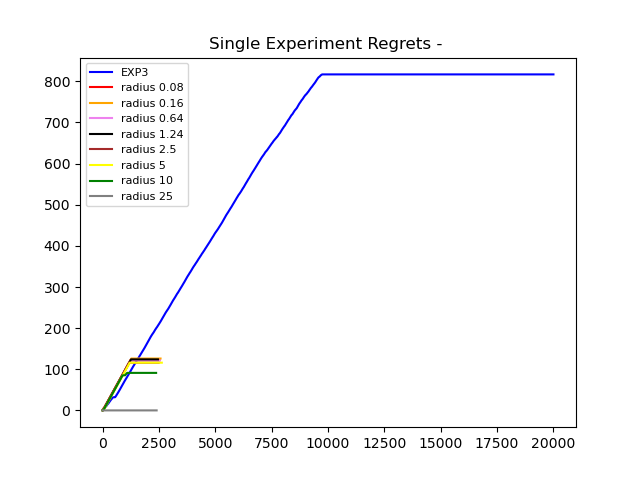 Single Experiment Regrets -
EXP3
radius 0.08
radius 0.16
radius 0.64
radius 1.24
radius 2.5
radius 5
radius 10
radius 25
800
700
600
500
400
300
200
100
0
0 2500 5000 7500 10000 12500 15000 17500 20000